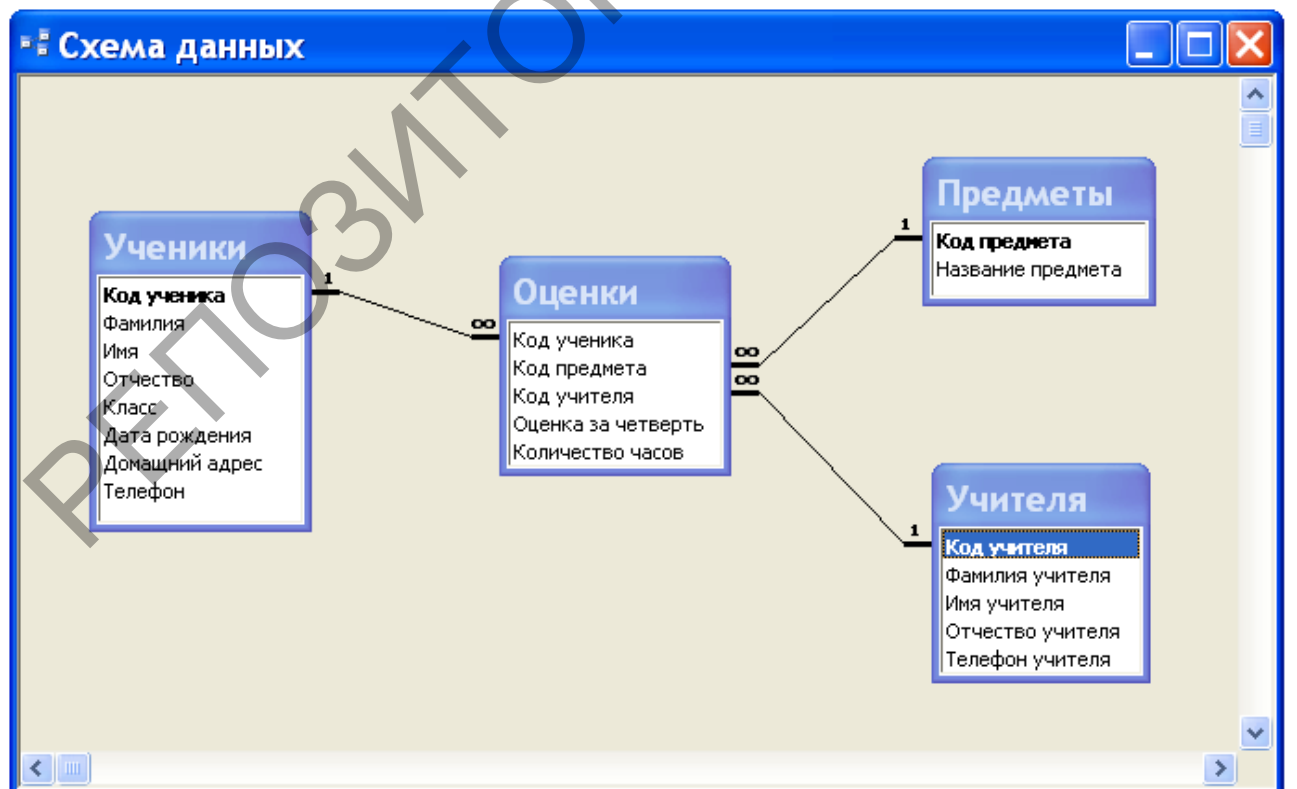 Схема данных
Ученики
Код ученика
Фамилия
Имя
Отчество
Класс
Дата рождения
Домащний адрес
Телефон
1
∞
Оценки
Код ученика
Код предмета
Код учителя
Оценка за четверть
Количество часов
∞
∞
1
Предметы
Код предмета
Название предмета
1
Учителя
Код учителя
Фамилия учителя
Имя учителя
Отчество учителя
Телефон учителя
РЕПОЗИТО